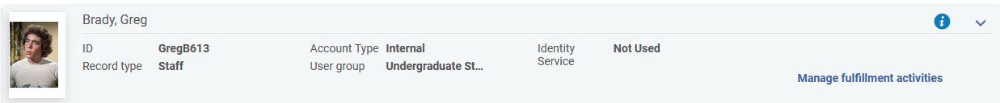 Brady, Greg
ID GregB613 Account Type Internal Identity Service Not Used
Record type Staff User group Undergraduate St...
Manage fulfillment activities